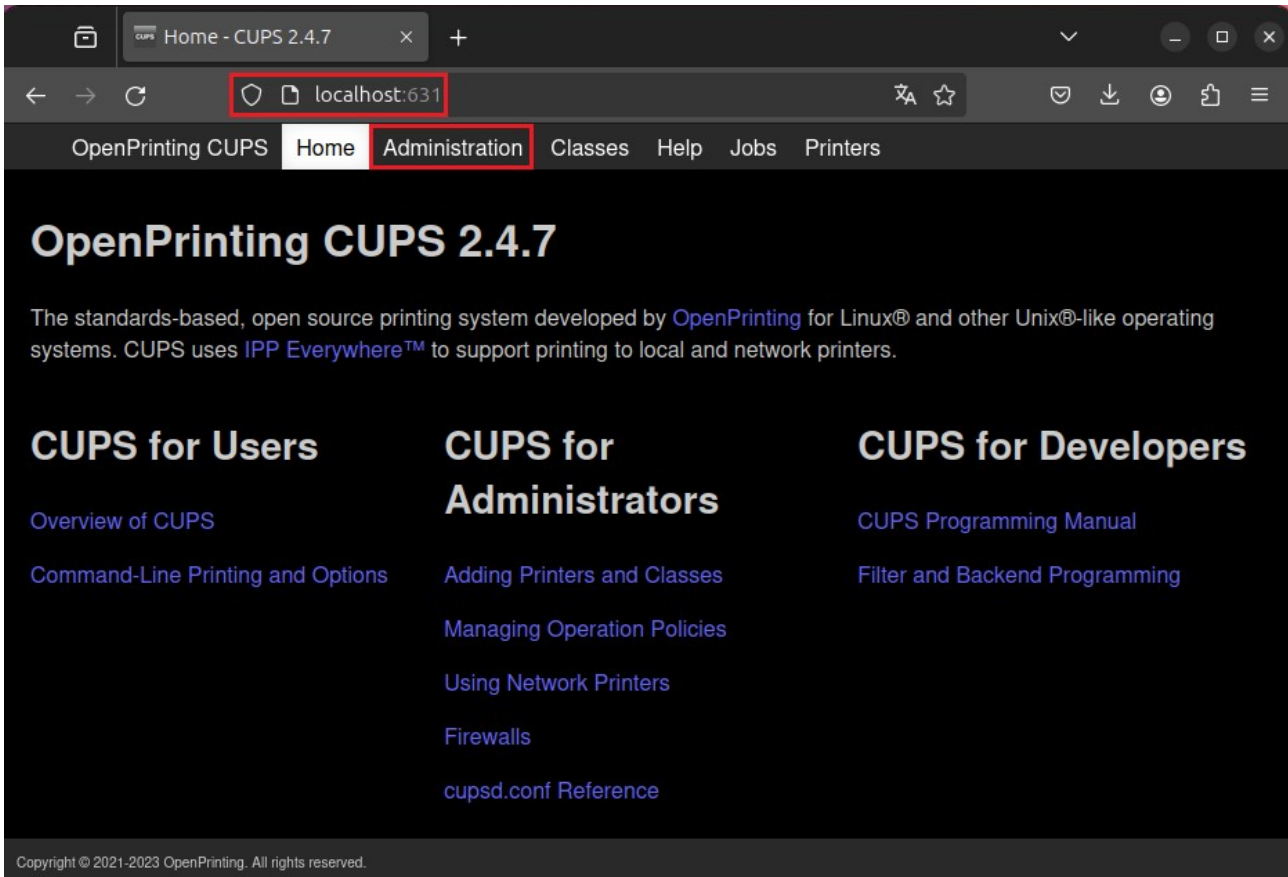 CUPS Home - CUPS 2.4.7
localhost:631
OpenPrinting CUPS Home Administration Classes Help Jobs Printers
OpenPrinting CUPS 2.4.7
The standards-based, open source printing system developed by OpenPrinting for Linux® and other Unix®-like operating
systems. CUPS uses IPP Everywhere™ to support printing to local and network printers.
CUPS for Users
Overview of CUPS
Command-Line Printing and Options
CUPS for
Administrators
Adding Printers and Classes
Managing Operation Policies
Using Network Printers
Firewalls
cupsd.conf Reference
CUPS for Developers
CUPS Programming Manual
Filter and Backend Programming
Copyright © 2021-2023 OpenPrinting. All rights reserved.